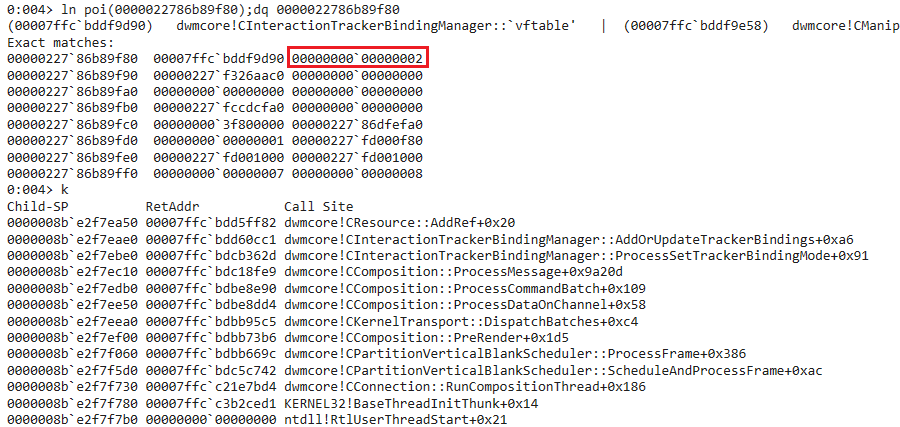 0:004> ln poi(0000022786b89f80);dq 0000022786b89f80
(00007ffc`bddf9d90)   dwmcore!CInteractionTrackerBindingManager::`vftable'   |  (00007ffc`bddf9e58)   dwmcore!CManip
Exact matches:
00000227`86b89f80  00007ffc`bddf9d90 00000000`00000002
00000227`86b89f90  00000227`f326aac0 00000000`00000000
00000227`86b89fa0  00000000`00000000 00000000`00000000
00000227`86b89fb0  00000227`fccdcfa0 00000000`00000000
00000227`86b89fc0  00000000`3f800000 00000227`86dfefa0
00000227`86b89fd0  00000000`00000001 00000227`fd000f80
00000227`86b89fe0  00000227`fd001000 00000227`fd001000
00000227`86b89ff0  00000000`00000007 00000000`00000008
0:004> k
Child-SP          RetAddr           Call Site
0000008b`e2f7ea50 00007ffc`bdd5ff82 dwmcore!CResource::AddRef+0x20
0000008b`e2f7eae0 00007ffc`bdd60cc1 dwmcore!CInteractionTrackerBindingManager::AddOrUpdateTrackerBindings+0xa6
0000008b`e2f7ebe0 00007ffc`bdcb362d dwmcore!CInteractionTrackerBindingManager::ProcessSetTrackerBindingMode+0x91
0000008b`e2f7ec10 00007ffc`bdc18fe9 dwmcore!CComposition::ProcessMessage+0x9a20d
0000008b`e2f7edb0 00007ffc`bdbe8e90 dwmcore!CComposition::ProcessCommandBatch+0x109
0000008b`e2f7ee50 00007ffc`bdbe8dd4 dwmcore!CComposition::ProcessDataOnChannel+0x58
0000008b`e2f7eea0 00007ffc`bdbb95c5 dwmcore!CKernelTransport::DispatchBatches+0xc4
0000008b`e2f7ef00 00007ffc`bdbb73b6 dwmcore!CComposition::PreRender+0x1d5
0000008b`e2f7f060 00007ffc`bdbb669c dwmcore!CPartitionVerticalBlankScheduler::ProcessFrame+0x386
0000008b`e2f7f5d0 00007ffc`bdc5c742 dwmcore!CPartitionVerticalBlankScheduler::ScheduleAndProcessFrame+0xac
0000008b`e2f7f730 00007ffc`c21e7bd4 dwmcore!CConnection::RunCompositionThread+0x186
0000008b`e2f7f780 00007ffc`c3b2ced1 KERNEL32!BaseThreadInitThunk+0x14
0000008b`e2f7f7b0 00000000`00000000 ntdll!RtlUserThreadStart+0x21